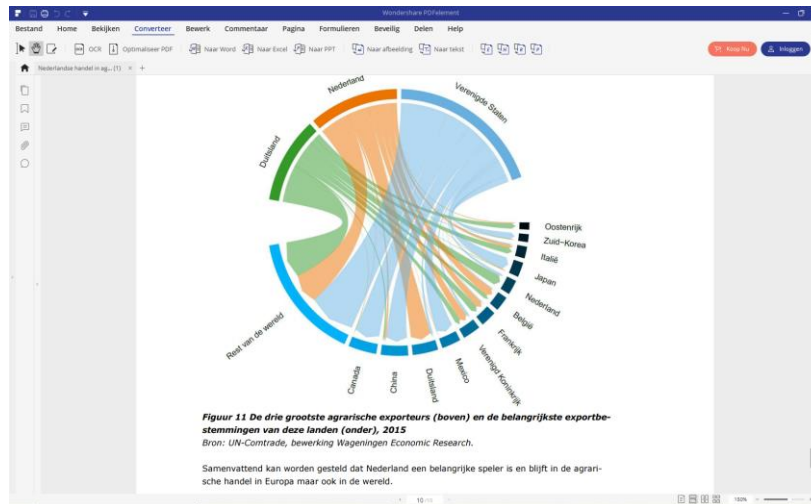 Wondershare PDFelement
Bestand Home Bekijken Converteer Bewerk Commentaar Pagina Formulieren Beveilig Delen Help
OCR Optimaliseer PDF Naar Word Naar Excel Naar PPT Naar afbeelding Naar tekst Koop Nu Inloggen
Nederlandse handel in ag... (1)
Nederland
Verenigde Staten
Duitsland
Oostenrijk
Zuid-Korea
Italië
Japan
Nederland
België
Frankrijk
Verenigd Koninkrijk
Mexico
Duitsland
China
Canada
Rest van de wereld
Figuur 11 De drie grootste agrarische exporteurs (boven) en de belangrijkste exportbe-
stemmingen van deze landen (onder), 2015
Bron: UN-Comtrade, bewerking Wageningen Economic Research.
Samenvattend kan worden gesteld dat Nederland een belangrijke speler is en blijft in de agrari-
sche handel in Europa maar ook in de wereld.
10
100%